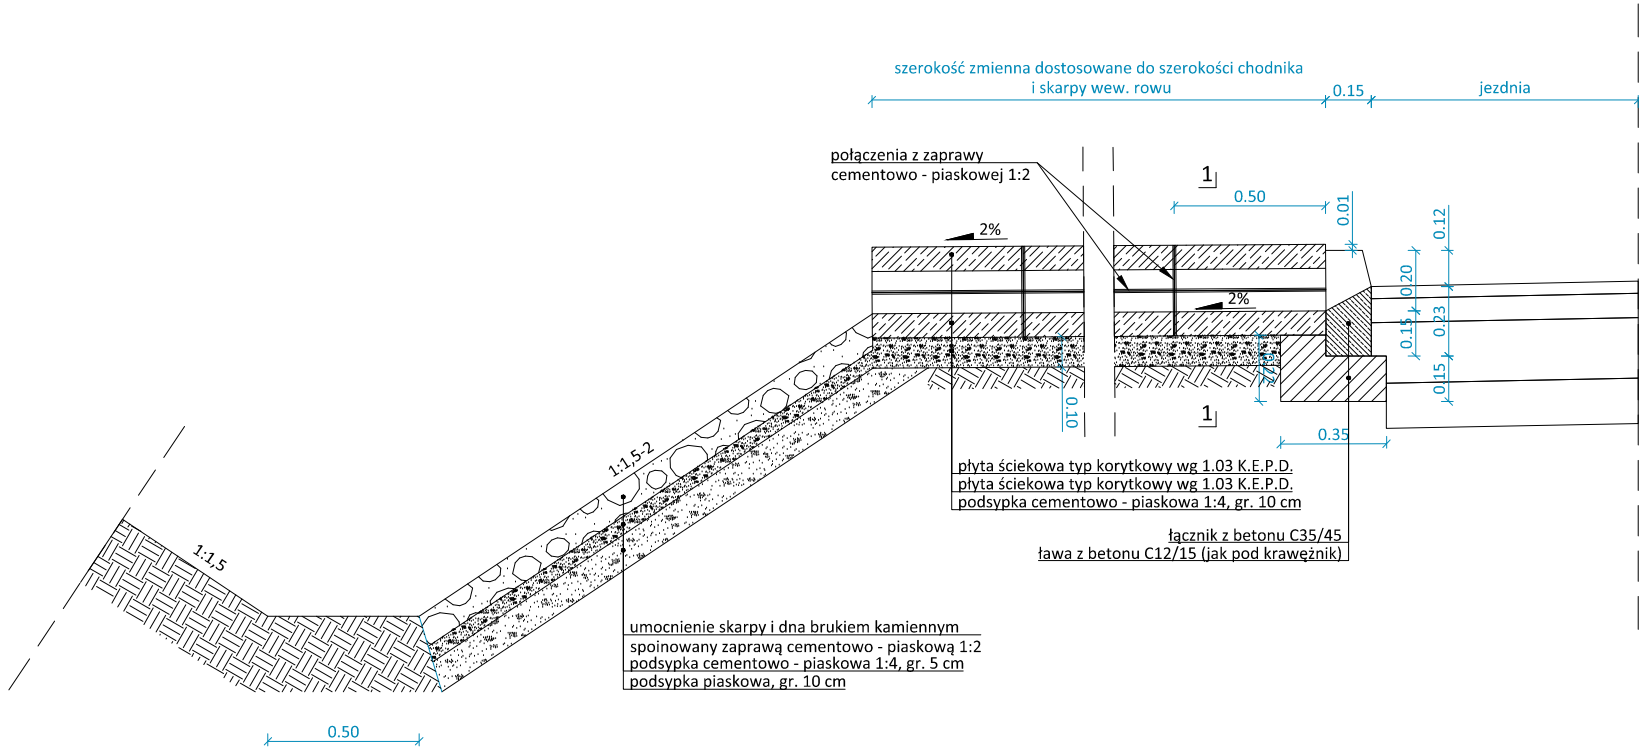 szerokość zmienna dostosowane do szerokości chodnika
i skarpy wew. rowu
0.15
jezdnia
połączenia z zaprawy
cementowo - piaskowej 1:2
1
0.50
0.01
0.12
2%
0.20
2%
0.15
0.23
0.22
0.15
0.10
1
0.35
1:1,5-2
płyta ściekowa typ korytkowy wg 1.03 K.E.P.D.
płyta ściekowa typ korytkowy wg 1.03 K.E.P.D.
podsypka cementowo - piaskowa 1:4, gr. 10 cm
łącznik z betonu C35/45
ława z betonu C12/15 (jak pod krawężnik)
1:1,5
umocnienie skarpy i dna brukiem kamiennym
spoinowany zaprawą cementowo - piaskową 1:2
podsypka cementowo - piaskowa 1:4, gr. 5 cm
podsypka piaskowa, gr. 10 cm
0.50